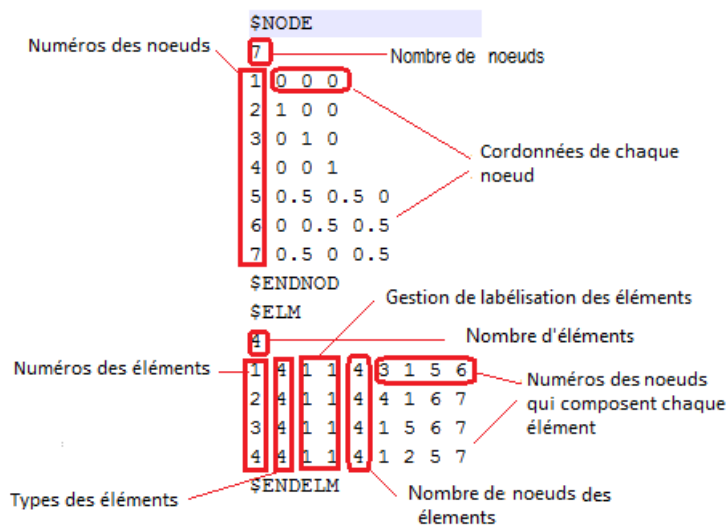 $NODE
Numéros des noeuds
7
Nombre de noeuds
1 0 0 0
2 1 0 0
3 0 1 0
4 0 0 1
Cordonnées de chaque
noeud
5 0.5 0.5 0
6 0 0.5 0.5
7 0.5 0 0.5
$ENDNOD
Gestion de labélisation des éléments
$ELM
4
Nombre d'éléments
Numéros des éléments
1 4 1 1 4 3 1 5 6
2 4 1 1 4 4 1 6 7
3 4 1 1 4 1 5 6 7
4 4 1 1 4 1 2 5 7
Numéros des noeuds
qui composent chaque
élément
$ENDELM
Types des éléments
Nombre de noeuds des
élements